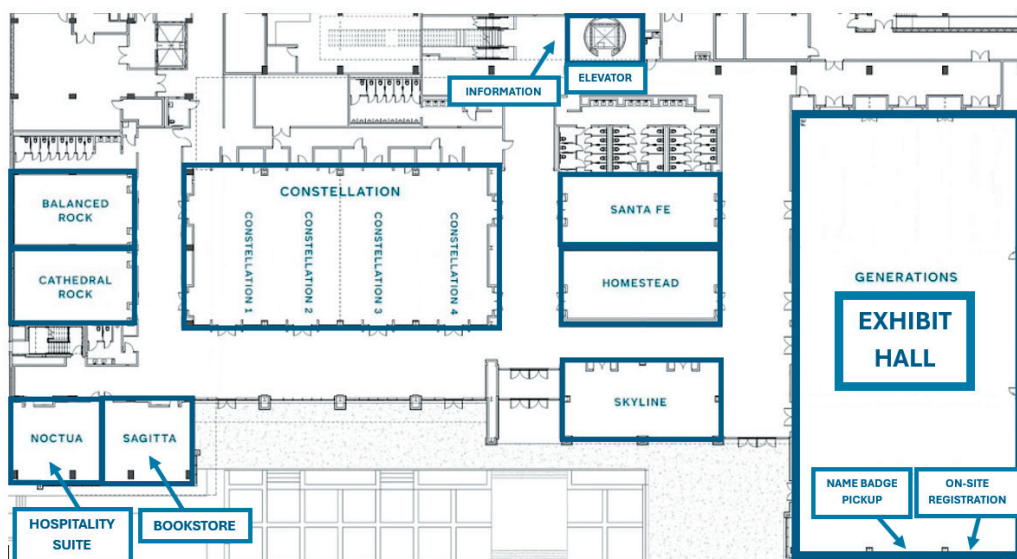 INFORMATION
ELEVATOR
BALANCED
ROCK
CATHEDRAL
ROCK
CONSTELLATION
CONSTELLATION 1
CONSTELLATION 2
CONSTELLATION 3
CONSTELLATION 4
SANTA FE
HOMESTEAD
GENERATIONS
EXHIBIT
HALL
SKYLINE
NOCTUA
SAGITTA
HOSPITALITY
SUITE
BOOKSTORE
NAME BADGE
PICKUP
ON-SITE
REGISTRATION